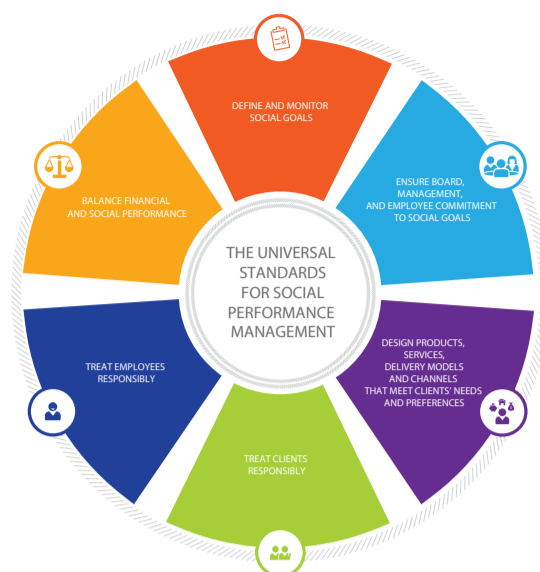 DEFINE AND MONITOR
SOCIAL GOALS
ENSURE BOARD,
MANAGEMENT,
AND EMPLOYEE COMMITMENT
TO SOCIAL GOALS
DESIGN PRODUCTS,
SERVICES,
DELIVERY MODELS
AND CHANNELS
THAT MEET CLIENTS' NEEDS
AND PREFERENCES
TREAT CLIENTS
RESPONSIBLY
TREAT EMPLOYEES
RESPONSIBLY
BALANCE FINANCIAL
AND SOCIAL PERFORMANCE
THE UNIVERSAL
STANDARDS
FOR SOCIAL
PERFORMANCE
MANAGEMENT